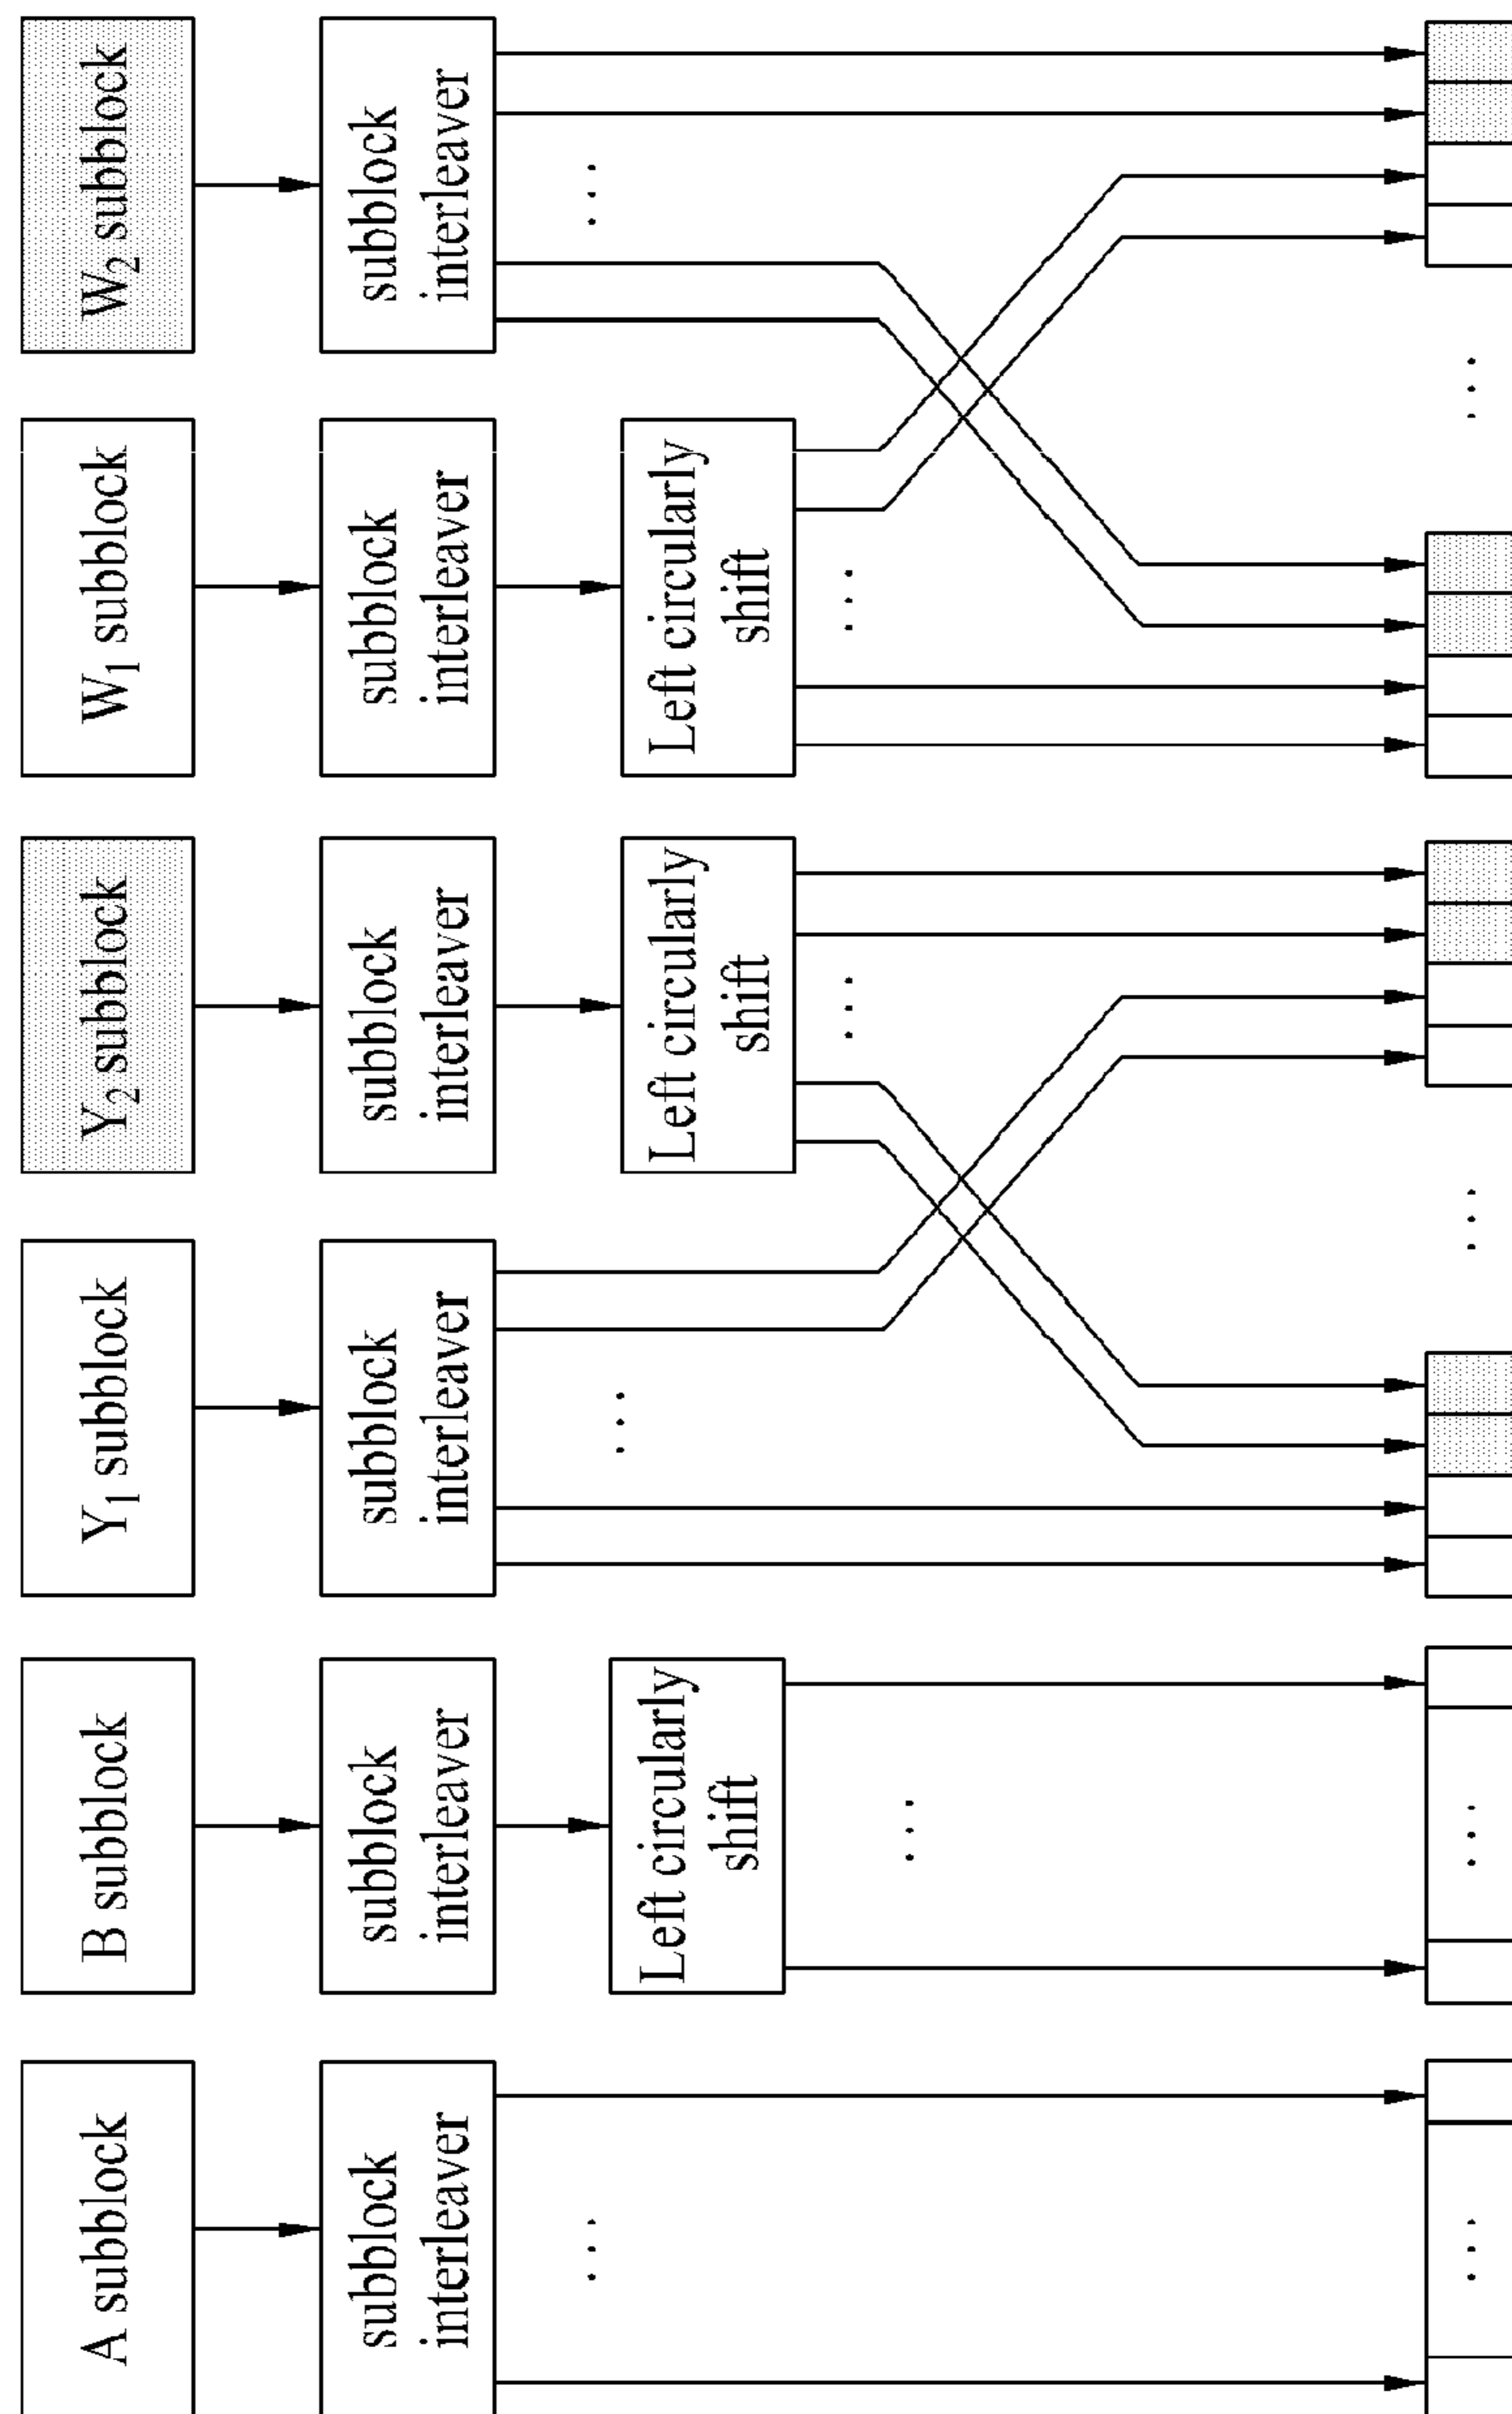 A subblock
B subblock
Y₁ subblock
Y₂ subblock
W₁ subblock
W₂ subblock
subblock
interleaver
subblock
interleaver
subblock
interleaver
subblock
interleaver
subblock
interleaver
subblock
interleaver
Left circularly
shift
Left circularly
shift
Left circularly
shift